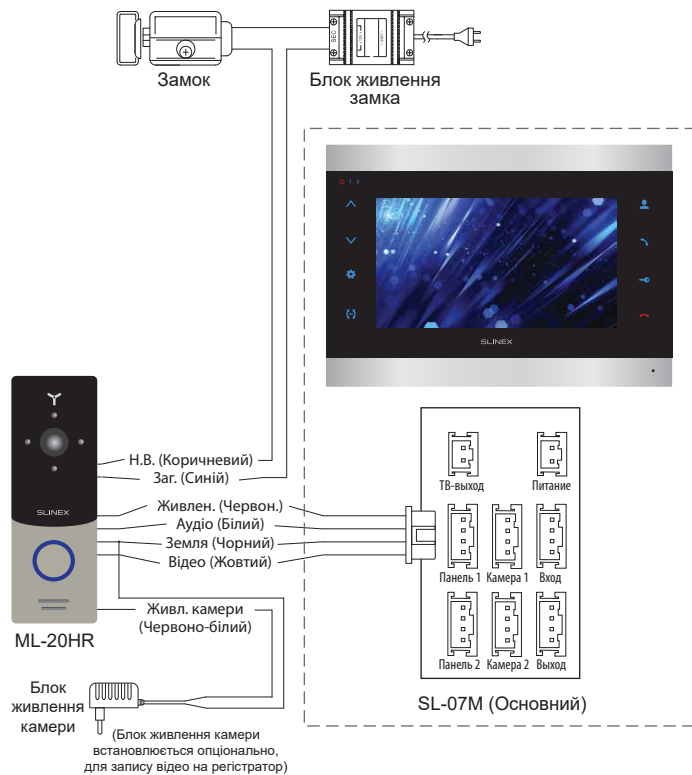 Замок
Блок живлення
замка
SEC
SLINEX
Н.В. (Коричневий)
Заг. (Синій)
SLINEX
Живлен. (Червон.)
Аудіо (Білий)
Земля (Чорний)
Відео (Жовтий)
Живл. камери
(Червоно-білий)
ML-20HR
ТВ-выход
Питание
Панель 1
Камера 1
Вход
Панель 2
Камера 2
Выход
SL-07M (Основний)
Блок
живлення
камери
(Блок живлення камери
встановлюється опціонально,
для запису відео на регістратор)